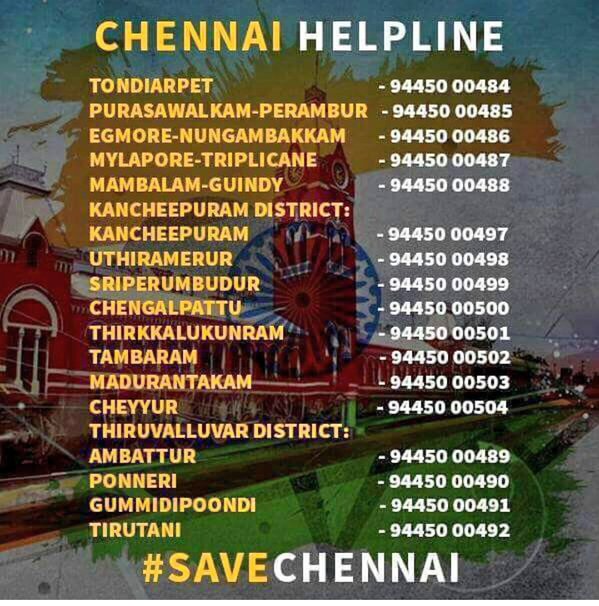 CHENNAI HELPLINE
TONDIARPET - 94450 00484
PURASAWALKAM-PERAMBUR - 94450 00485
EGMORE-NUNGAMBAKKAM - 94450 00486
MYLAPORE-TRIPLICANE - 94450 00487
MAMBALAM-GUINDY - 94450 00488
KANCHEEPURAM DISTRICT:
KANCHEEPURAM - 94450 00497
UTHIRAMERUR - 94450 00498
SRIPERUMBUDUR - 94450 00499
CHENGALPATTU - 94450 00500
THIRKKALUKUNRAM - 94450 00501
TAMBARAM - 94450 00502
MADURANTAKAM - 94450 00503
CHEYYUR - 94450 00504
THIRUVALLUVAR DISTRICT:
AMBATTUR - 94450 00489
PONNERI - 94450 00490
GUMMIDIPOONDI - 94450 00491
TIRUTANI - 94450 00492
#SAVECHENNAI